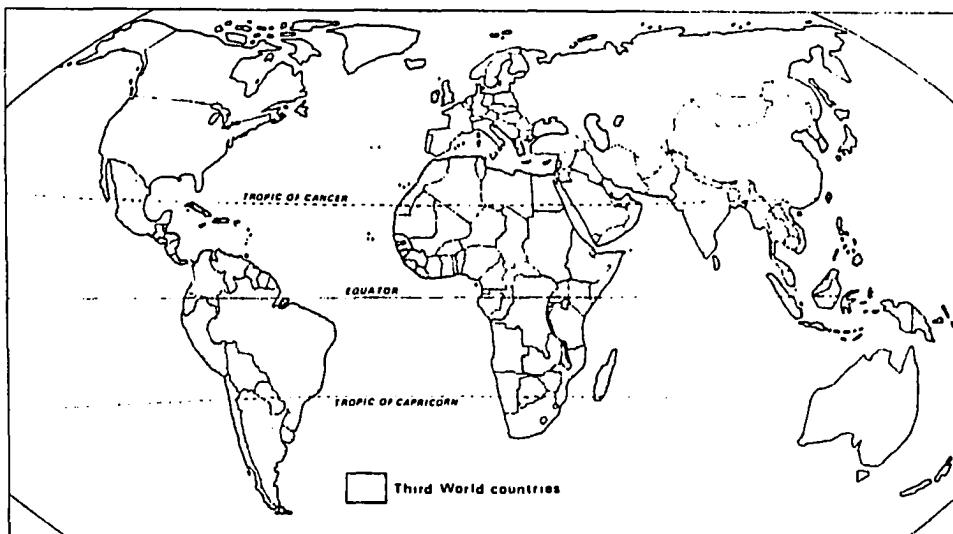 TROPIC OF CANCER
EQUATOR
TROPIC OF CAPRICORN
Third World countries